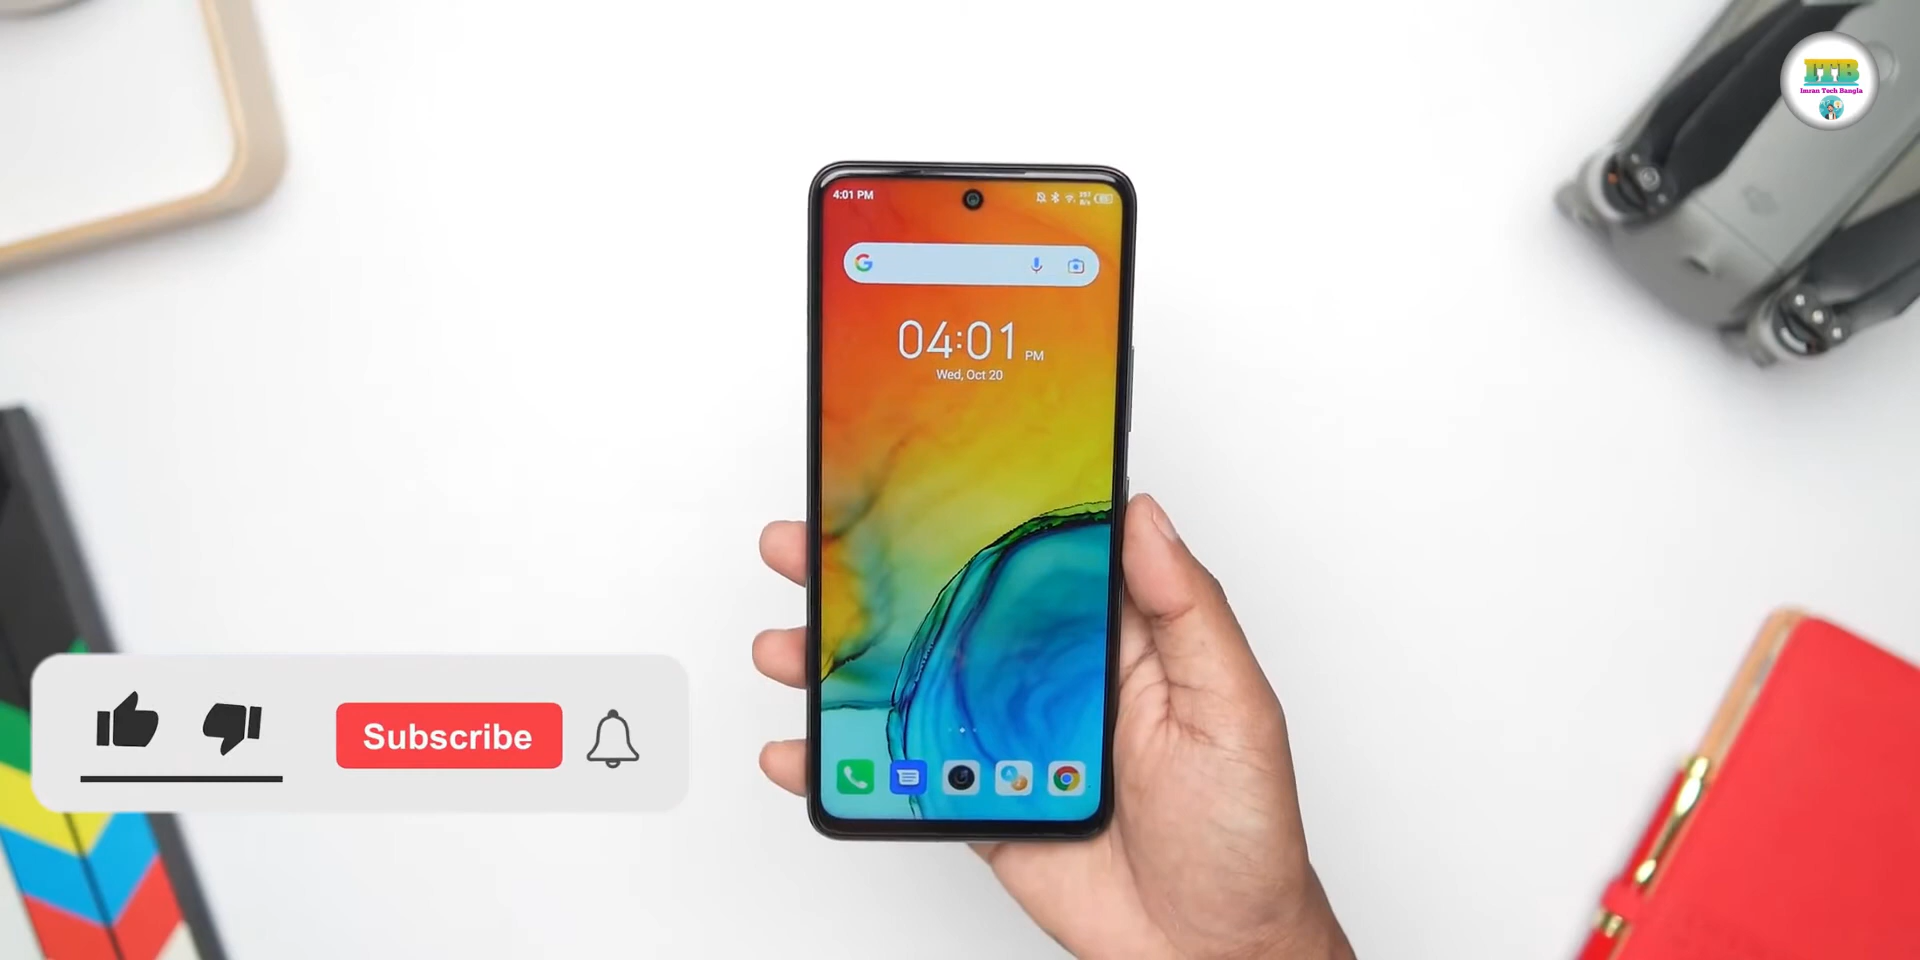 ITB
Imran Tech Bangla
4:01 PM
04:01 PM
Wed, Oct 20
Subscribe